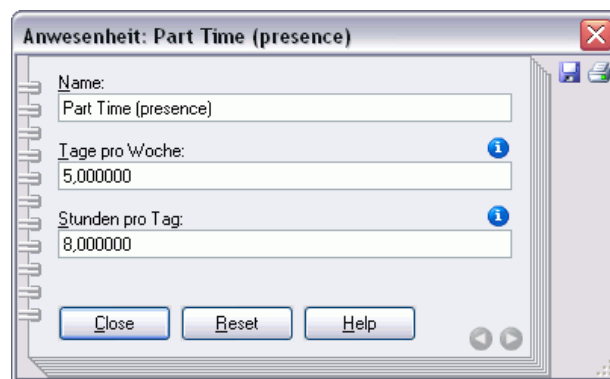 Anwesenheit: Part Time (presence)
Name:
Part Time (presence)
Tage pro Woche:
5,000000
Stunden pro Tag:
8,000000
Close Reset Help